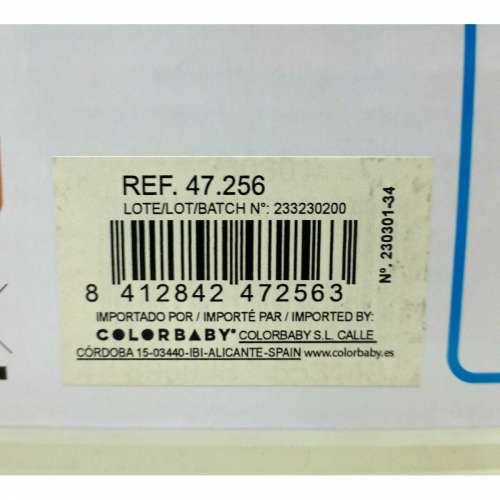 REF. 47.256
LOTE/LOT/BATCH Nº: 233230200
8 412842 472563
IMPORTADO POR / IMPORTÉ PAR / IMPORTED BY:
COLORBABY® COLORBABY S.L. CALLE
CÓRDOBA 15-03440-IBI-ALICANTE-SPAIN www.colorbaby.es
Nº. 230301-34